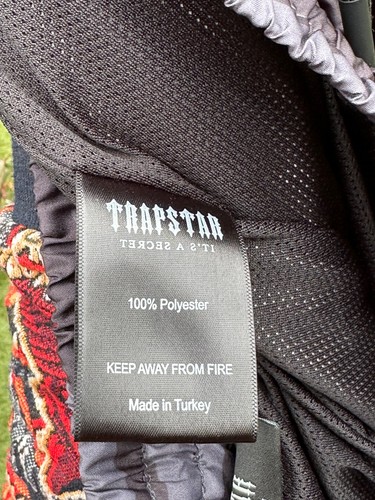 TRAPSTAR
IT'S A SECRET
100% Polyester
KEEP AWAY FROM FIRE
Made in Turkey